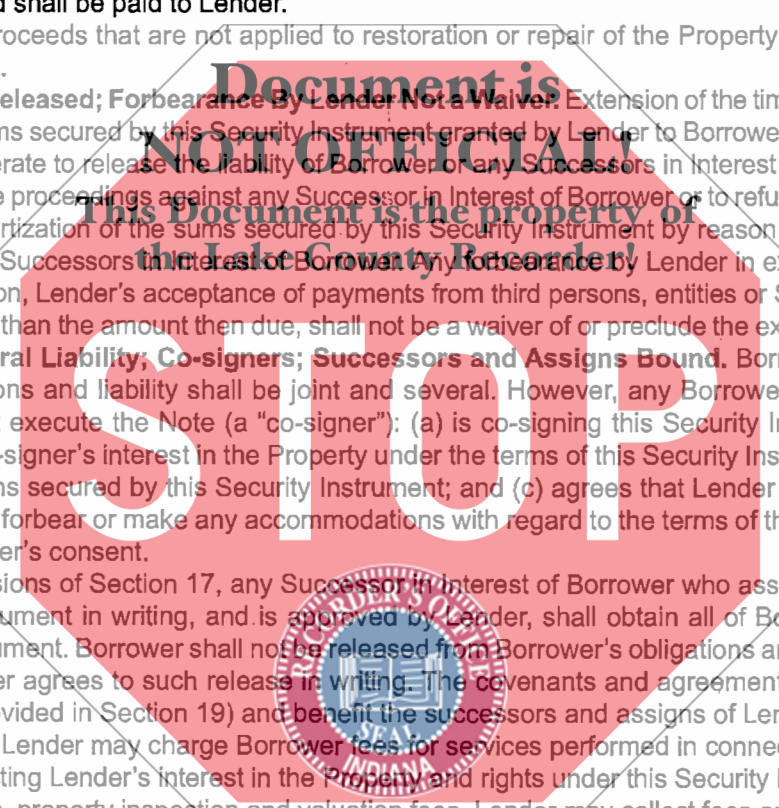 d shall be paid to Lender.
roceeds that are not applied to restoration or repair of the Property
Document is
eleased; Forbearance By Lender Not a Waiver. Extension of the tim
ns secured by this Security Instrument granted by Lender to Borrowe
NOT OFFICIAL!
erate to release the liability of Borrower or any Successors in Interest
e proceedings against any Successor in Interest of Borrower or to refu
This Document is the property of
rtization of the sums secured by this Security Instrument by reason
the Lake County Recorder!
Successors in Interest of Borrower. Any forbearance by Lender in ex
on, Lender's acceptance of payments from third persons, entities or S
than the amount then due, shall not be a waiver of or preclude the ex
ral Liability; Co-signers; Successors and Assigns Bound. Borr
ons and liability shall be joint and several. However, any Borrowe
execute the Note (a "co-signer"): (a) is co-signing this Security In
-signer's interest in the Property under the terms of this Security Ins
STOP
ns secured by this Security Instrument; and (c) agrees that Lender
forbear or make any accommodations with regard to the terms of th
er's consent.
sions of Section 17, any Successor in Interest of Borrower who ass
ument in writing, and is approved by Lender, shall obtain all of Bo
ument. Borrower shall not be released from Borrower's obligations an
er agrees to such release in writing. The covenants and agreement
ovided in Section 19) and benefit the successors and assigns of Len
Lender may charge Borrower fees for services performed in connec
ting Lender's interest in the Property and rights under this Security I
property inspection and valuation fees. Lender may collect fees
RECORDER'S OFFICE
SEAL
INDIANA